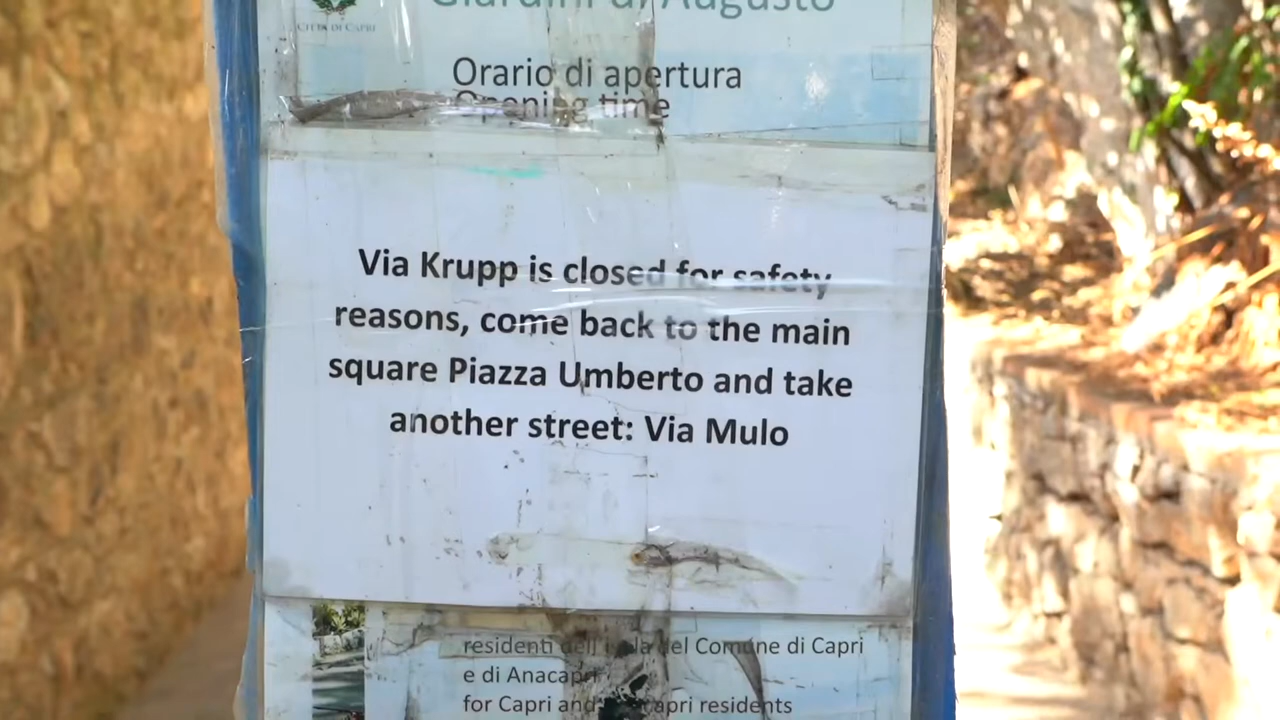 CITTÀ DI CAPRI
Giardini di Augusto
Orario di apertura
Opening time
Via Krupp is closed for safety
reasons, come back to the main
square Piazza Umberto and take
another street: Via Mulo
residenti dell'isola del Comune di Capri
e di Anacapri
for Capri and Anacapri residents